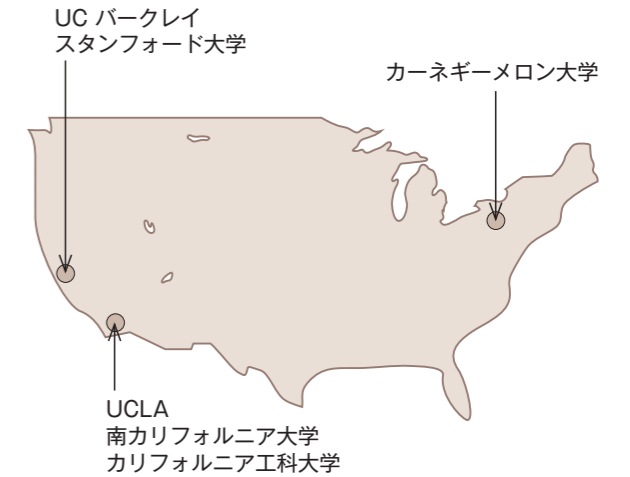 UC バークレイ
スタンフォード大学
カーネギーメロン大学
UCLA
南カリフォルニア大学
カリフォルニア工科大学